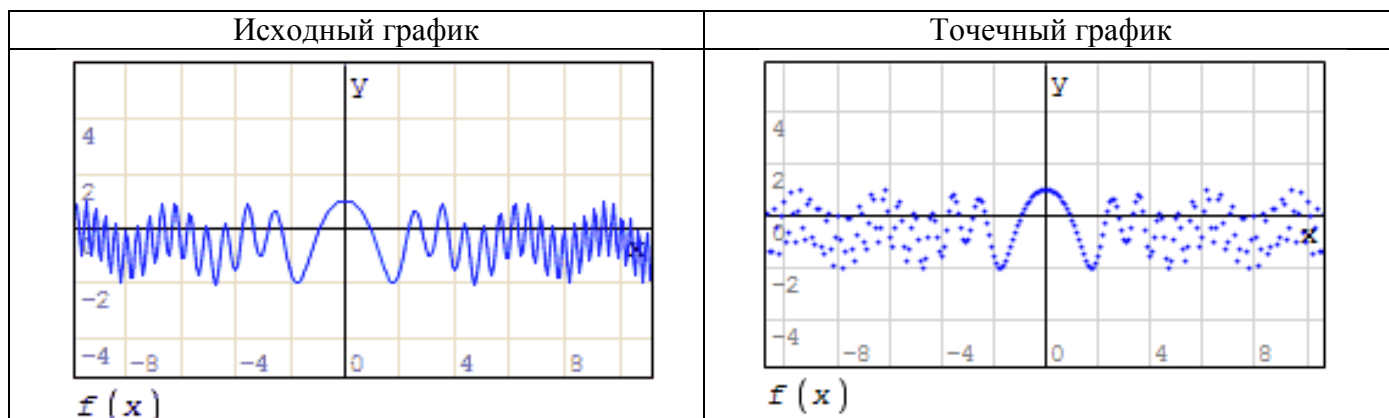 Исходный график
Точечный график
y
4
2
0
x
-2
-4 -8 -4 0 4 8
f(x)
y
4
2
0
x
-2
-4
-8 -4 0 4 8
f(x)